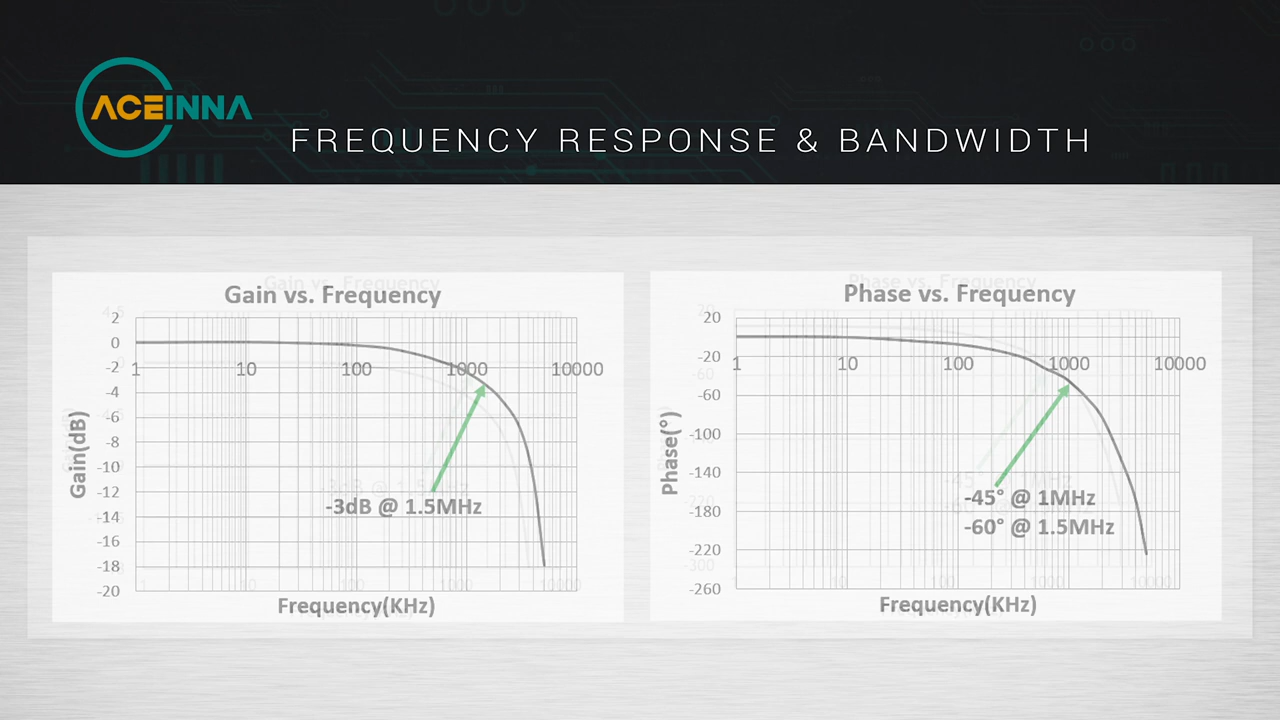 ACEINNA
FREQUENCY RESPONSE & BANDWIDTH
Gain vs. Frequency
2
0
-2
-4
-6
-8
-10
-12
-14
-16
-18
-20
1 10 100 1000 10000
Gain(dB)
-3dB @ 1.5MHz
Frequency(KHz)
Phase vs. Frequency
20
-20
-60
-100
-140
-180
-220
-260
1 10 100 1000 10000
Phase(°)
-45° @ 1MHz
-60° @ 1.5MHz
Frequency(KHz)